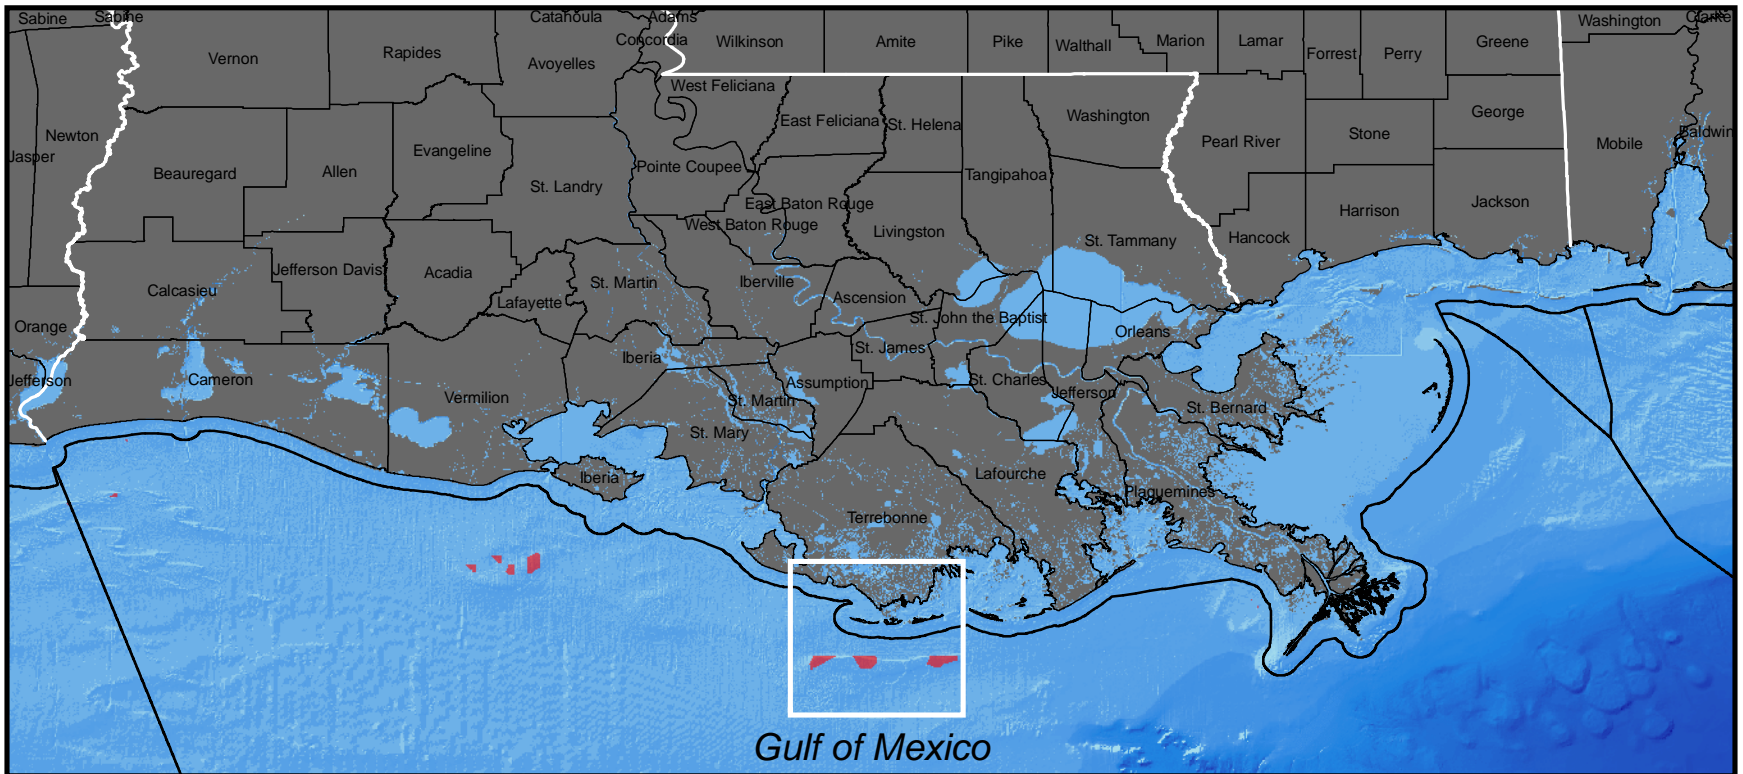 Sabine
Sabine
Catahoula
Adams
Washington
Clarke
Vernon
Rapides
Avoyelles
Concordia
Wilkinson
Amite
Pike
Walthall
Marion
Lamar
Forrest
Perry
Greene
Newton
Jasper
West Feliciana
East Feliciana
St. Helena
Washington
Pearl River
Stone
George
Mobile
Baldwin
Beauregard
Allen
Evangeline
St. Landry
Pointe Coupee
Tangipahoa
East Baton Rouge
West Baton Rouge
Livingston
St. Tammany
Hancock
Harrison
Jackson
Calcasieu
Jefferson Davis
Acadia
Lafayette
St. Martin
Iberville
Ascension
St. John the Baptist
Orleans
Orange
Jefferson
Cameron
Vermilion
Iberia
St. James
Assumption
St. Charles
Jefferson
St. Martin
St. Mary
St. Bernard
Iberia
Lafourche
Plaquemines
Terrebonne
Gulf of Mexico